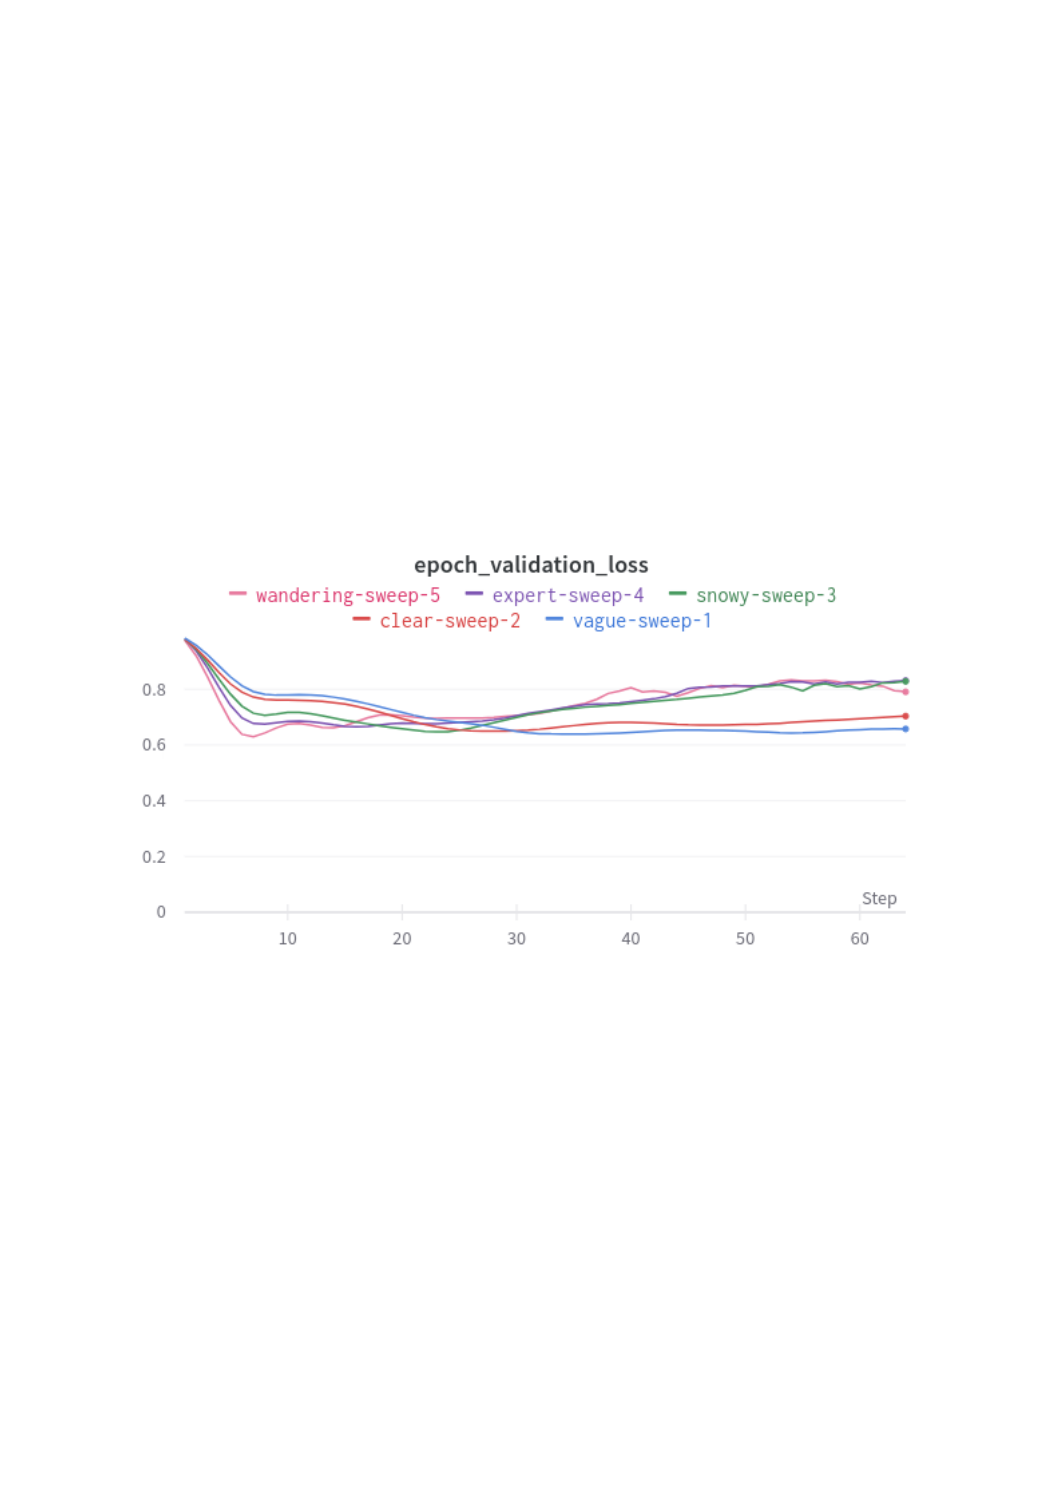 epoch_validation_loss
wandering-sweep-5 expert-sweep-4 snowy-sweep-3
clear-sweep-2 vague-sweep-1
0.8
0.6
0.4
0.2
0
Step
10 20 30 40 50 60